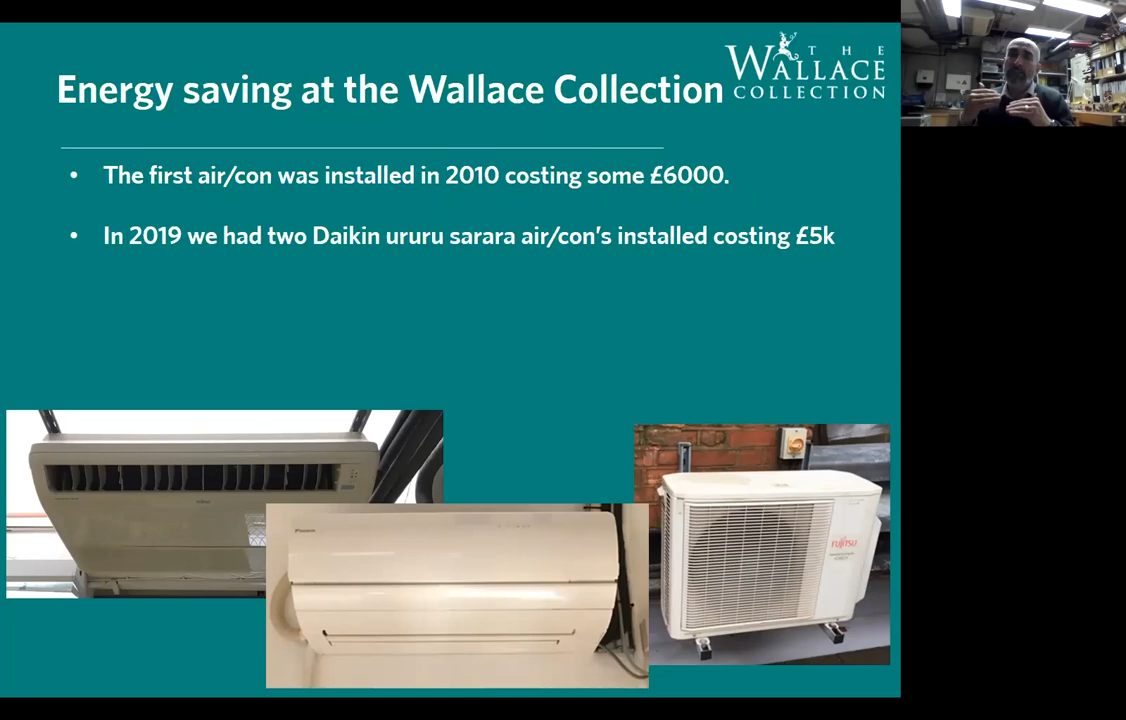 THE
WALLACE
COLLECTION
Energy saving at the Wallace Collection
• The first air/con was installed in 2010 costing some £6000.
• In 2019 we had two Daikin ururu sarara air/con's installed costing £5k
DAIKIN
FUJITSU